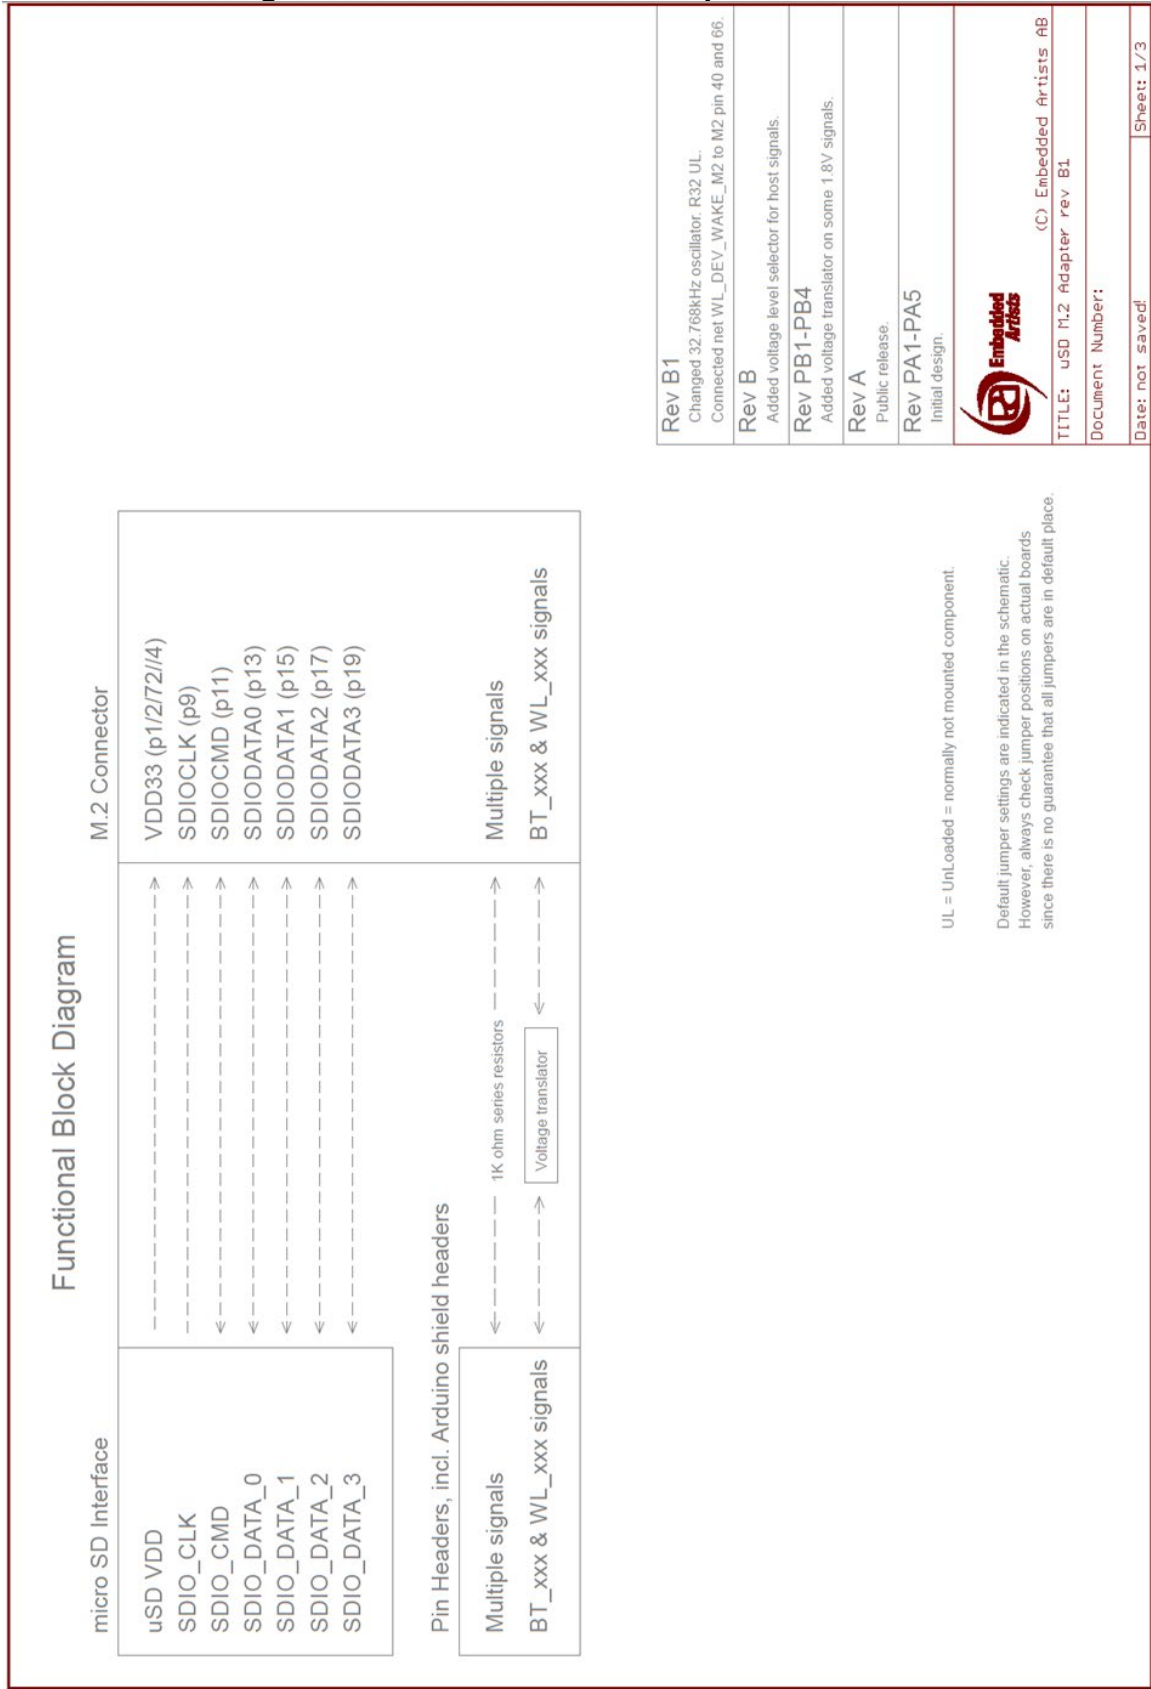 Functional Block Diagram
micro SD Interface
M.2 Connector
uSD VDD
VDD33 (p1/2/72//4)
SDIO_CLK
SDIOCLK (p9)
SDIO_CMD
SDIOCMD (p11)
SDIO_DATA_0
SDIODATA0 (p13)
SDIO_DATA_1
SDIODATA1 (p15)
SDIO_DATA_2
SDIODATA2 (p17)
SDIO_DATA_3
SDIODATA3 (p19)
Pin Headers, incl. Arduino shield headers
Multiple signals
1K ohm series resistors
Multiple signals
BT_xxx & WL_xxx signals
Voltage translator
BT_xxx & WL_xxx signals
UL = UnLoaded = normally not mounted component.
Default jumper settings are indicated in the schematic.
However, always check jumper positions on actual boards
since there is no guarantee that all jumpers are in default place.
Rev B1
Changed 32.768kHz oscillator. R32 UL.
Connected net WL_DEV_WAKE_M2 to M2 pin 40 and 66.
Rev B
Added voltage level selector for host signals.
Rev PB1-PB4
Added voltage translator on some 1.8V signals.
Rev A
Public release.
Rev PA1-PA5
Initial design.
Embedded
Artists
(C) Embedded Artists AB
TITLE: uSD M.2 Adapter rev B1
Document Number:
Date: not saved!
Sheet: 1/3